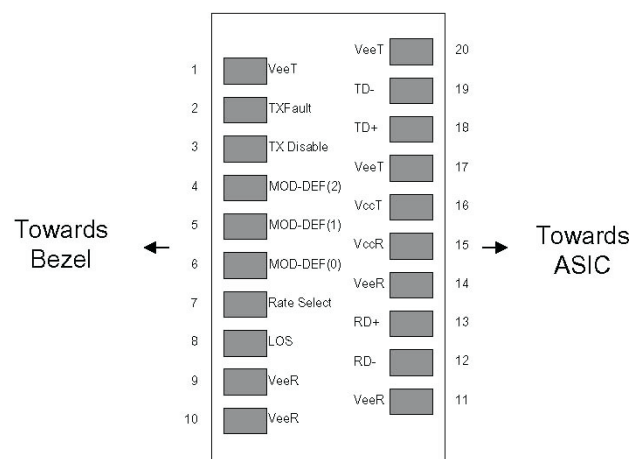 Towards
Bezel
1 VeeT
2 TXFault
3 TX Disable
4 MOD-DEF(2)
5 MOD-DEF(1)
6 MOD-DEF(0)
7 Rate Select
8 LOS
9 VeeR
10 VeeR
VeeT 20
TD- 19
TD+ 18
VeeT 17
VccT 16
VccR 15
VeeR 14
RD+ 13
RD- 12
VeeR 11
Towards
ASIC